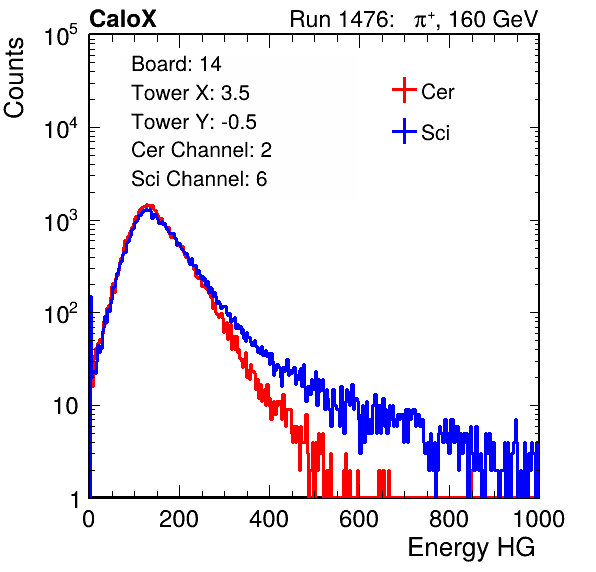 CaloX Run 1476: π⁺, 160 GeV
Counts
10⁵
10⁴
10³
10²
10
1
Board: 14
Tower X: 3.5
Tower Y: -0.5
Cer Channel: 2
Sci Channel: 6
Cer
Sci
0 200 400 600 800 1000
Energy HG